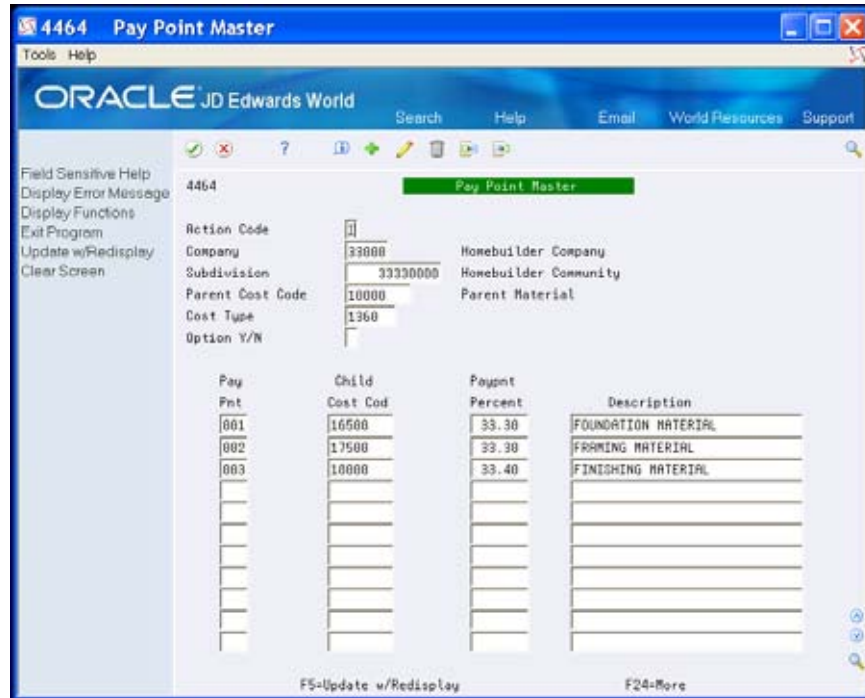 4464 Pay Point Master
Tools Help
ORACLE JD Edwards World
Search Help Email World Resources Support
Field Sensitive Help
Display Error Message
Display Functions
Exit Program
Update w/Redisplay
Clear Screen
4464 Pay Point Master
Action Code I
Company 33000 Homebuilder Company
Subdivision 33330000 Homebuilder Community
Parent Cost Code 10000 Parent Material
Cost Type 1360
Option Y/N
Pay Child Paypnt
Pnt Cost Cod Percent Description
001 16500 33.30 FOUNDATION MATERIAL
002 17500 33.30 FRAMING MATERIAL
003 18000 33.40 FINISHING MATERIAL
F5=Update w/Redisplay F24=More